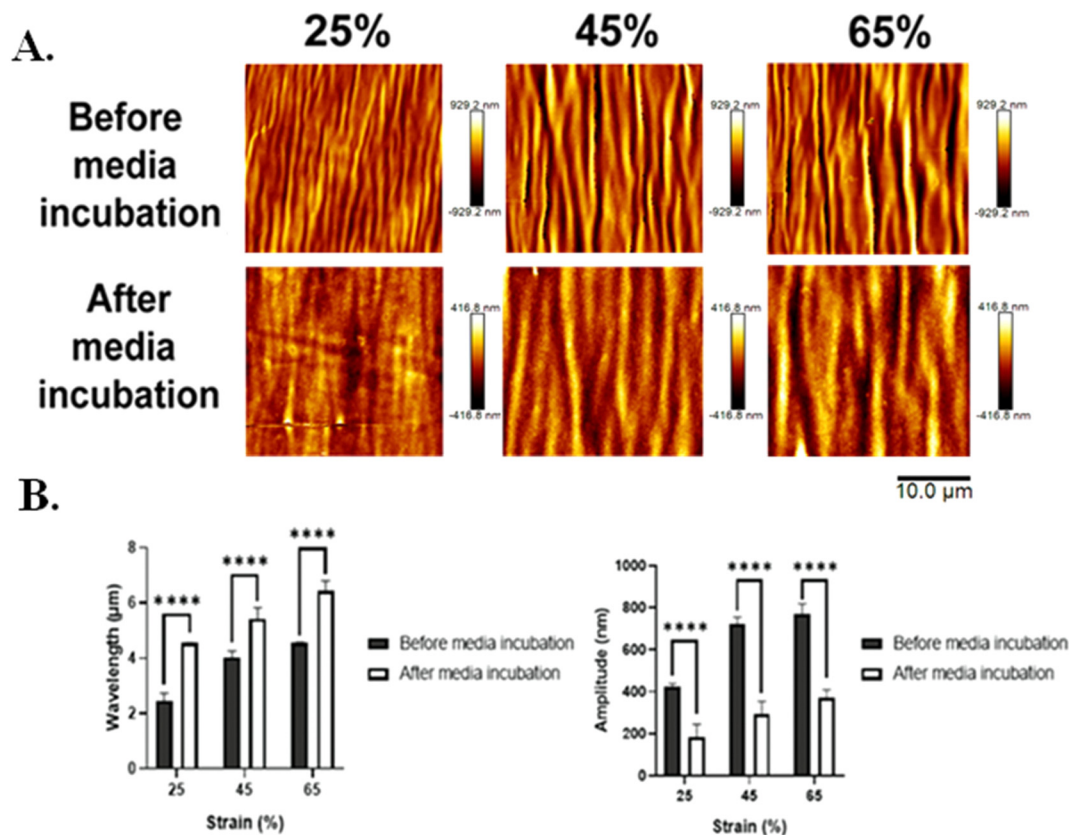 A.
25% 45% 65%
Before
media
incubation
929.2 nm
-929.2 nm
929.2 nm
-929.2 nm
929.2 nm
-929.2 nm
After
media
incubation
416.8 nm
-416.8 nm
416.8 nm
-416.8 nm
416.8 nm
-416.8 nm
10.0 µm
B.
Wavelength (µm)
8
6
4
2
0
****
****
****
25 45 65
Strain (%)
Before media incubation
After media incubation
Amplitude (nm)
1000
800
600
400
200
0
****
****
****
25 45 65
Strain (%)
Before media incubation
After media incubation